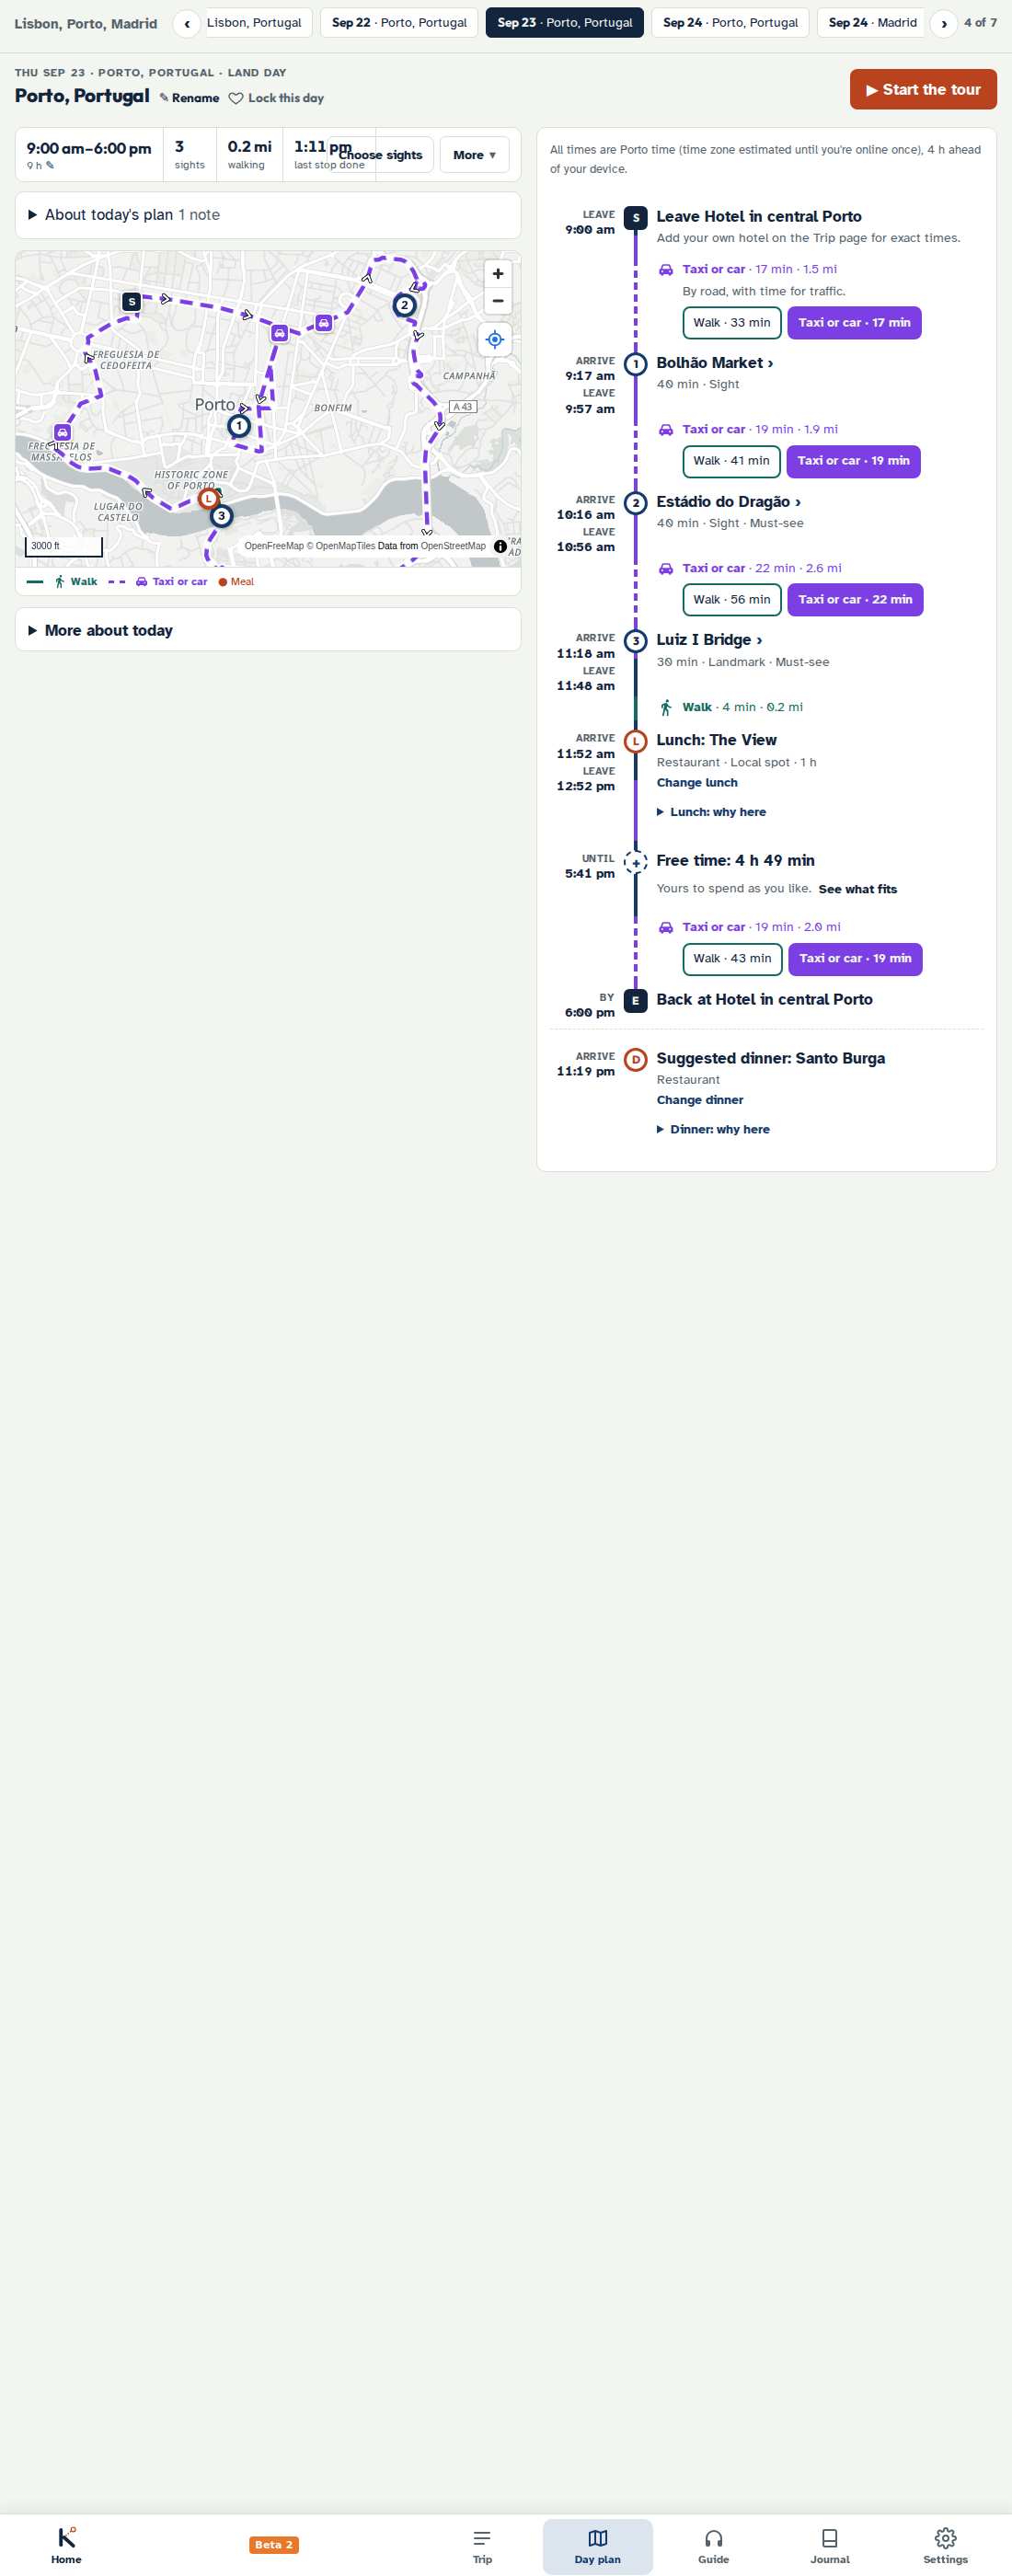 Lisbon, Porto, Madrid
‹
Lisbon, Portugal
Sep 22 · Porto, Portugal
Sep 23 · Porto, Portugal
Sep 24 · Porto, Portugal
Sep 24 · Madrid
›
4 of 7
THU SEP 23 · PORTO, PORTUGAL · LAND DAY
Porto, Portugal
✎ Rename
Lock this day
▶ Start the tour
9:00 am–6:00 pm
9 h ✎
3
sights
0.2 mi
walking
1:11 pm
last stop done
Choose sights
More ▼
▶ About today's plan 1 note
S
2
FREGUESIA DE
CEDOFEITA
CAMPANHÃ
Porto
BONFIM
A 43
1
HISTORIC ZONE
OF PORTO
L
3
LUGAR DO
CASTELO
3000 ft
OpenFreeMap © OpenMapTiles Data from OpenStreetMap
Walk
Taxi or car
Meal
▶ More about today
All times are Porto time (time zone estimated until you're online once), 4 h ahead
of your device.
LEAVE
9:00 am
S
Leave Hotel in central Porto
Add your own hotel on the Trip page for exact times.
Taxi or car · 17 min · 1.5 mi
By road, with time for traffic.
Walk · 33 min
Taxi or car · 17 min
ARRIVE
9:17 am
LEAVE
9:57 am
1
Bolhão Market ›
40 min · Sight
Taxi or car · 19 min · 1.9 mi
Walk · 41 min
Taxi or car · 19 min
ARRIVE
10:16 am
LEAVE
10:56 am
2
Estádio do Dragão ›
40 min · Sight · Must-see
Taxi or car · 22 min · 2.6 mi
Walk · 56 min
Taxi or car · 22 min
ARRIVE
11:18 am
LEAVE
11:48 am
3
Luiz I Bridge ›
30 min · Landmark · Must-see
Walk · 4 min · 0.2 mi
ARRIVE
11:52 am
LEAVE
12:52 pm
L
Lunch: The View
Restaurant · Local spot · 1 h
Change lunch
▶ Lunch: why here
UNTIL
5:41 pm
+
Free time: 4 h 49 min
Yours to spend as you like. See what fits
Taxi or car · 19 min · 2.0 mi
Walk · 43 min
Taxi or car · 19 min
BY
6:00 pm
E
Back at Hotel in central Porto
ARRIVE
11:19 pm
D
Suggested dinner: Santo Burga
Restaurant
Change dinner
▶ Dinner: why here
Home
Beta 2
Trip
Day plan
Guide
Journal
Settings